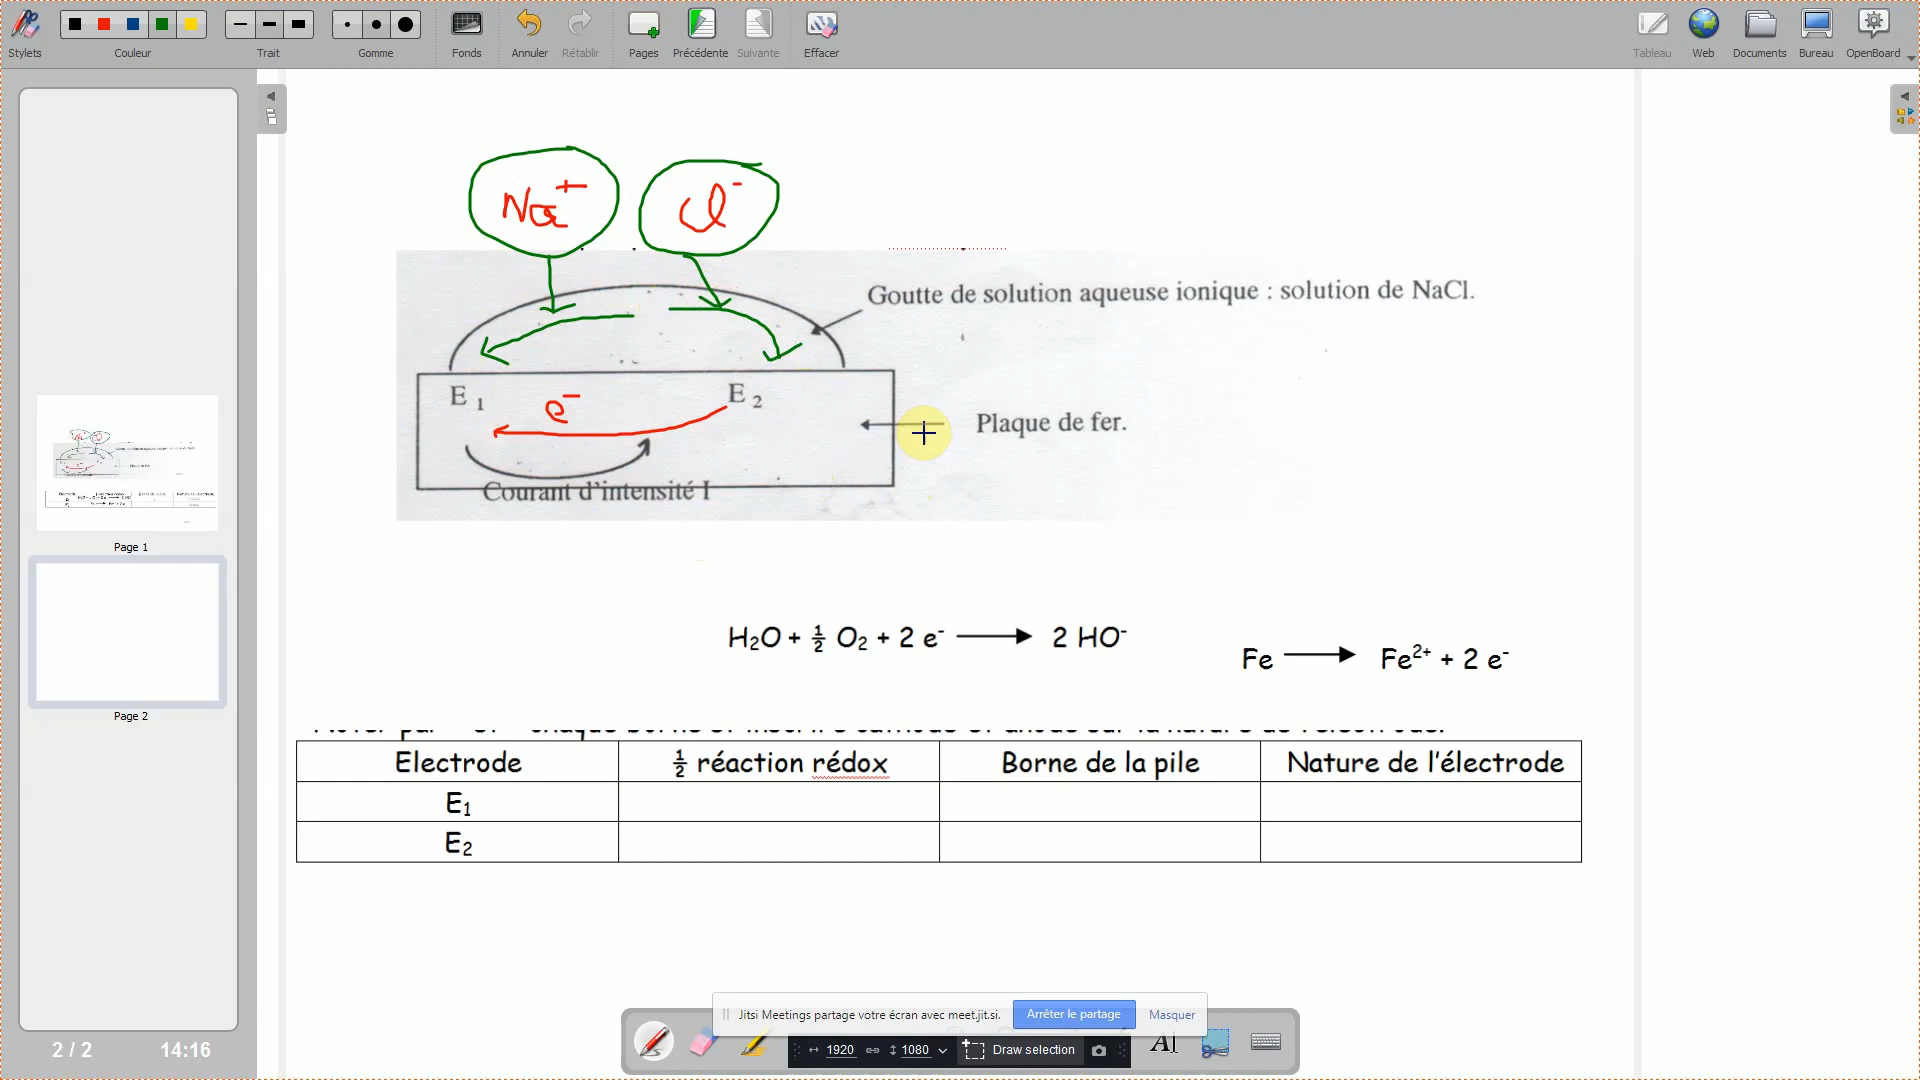 Stylets
Couleur
Trait
Gomme
Fonds
Annuler
Rétablir
Pages
Précédente
Suivante
Effacer
Tableau
Web
Documents
Bureau
OpenBoard
Na+
Cl-
Goutte de solution aqueuse ionique : solution de NaCl.
E 1
e-
E 2
Plaque de fer.
Courant d'intensité I
H₂O + ½ O₂ + 2 e⁻ ⟶ 2 HO⁻
Fe ⟶ Fe²⁺ + 2 e⁻
Electrode
½ réaction rédox
Borne de la pile
Nature de l'électrode
E₁
E₂
Page 1
Page 2
2 / 2
14:16
Jitsi Meetings partage votre écran avec meet.jit.si.
Arrêter le partage
Masquer
1920
1080
Draw selection
AI